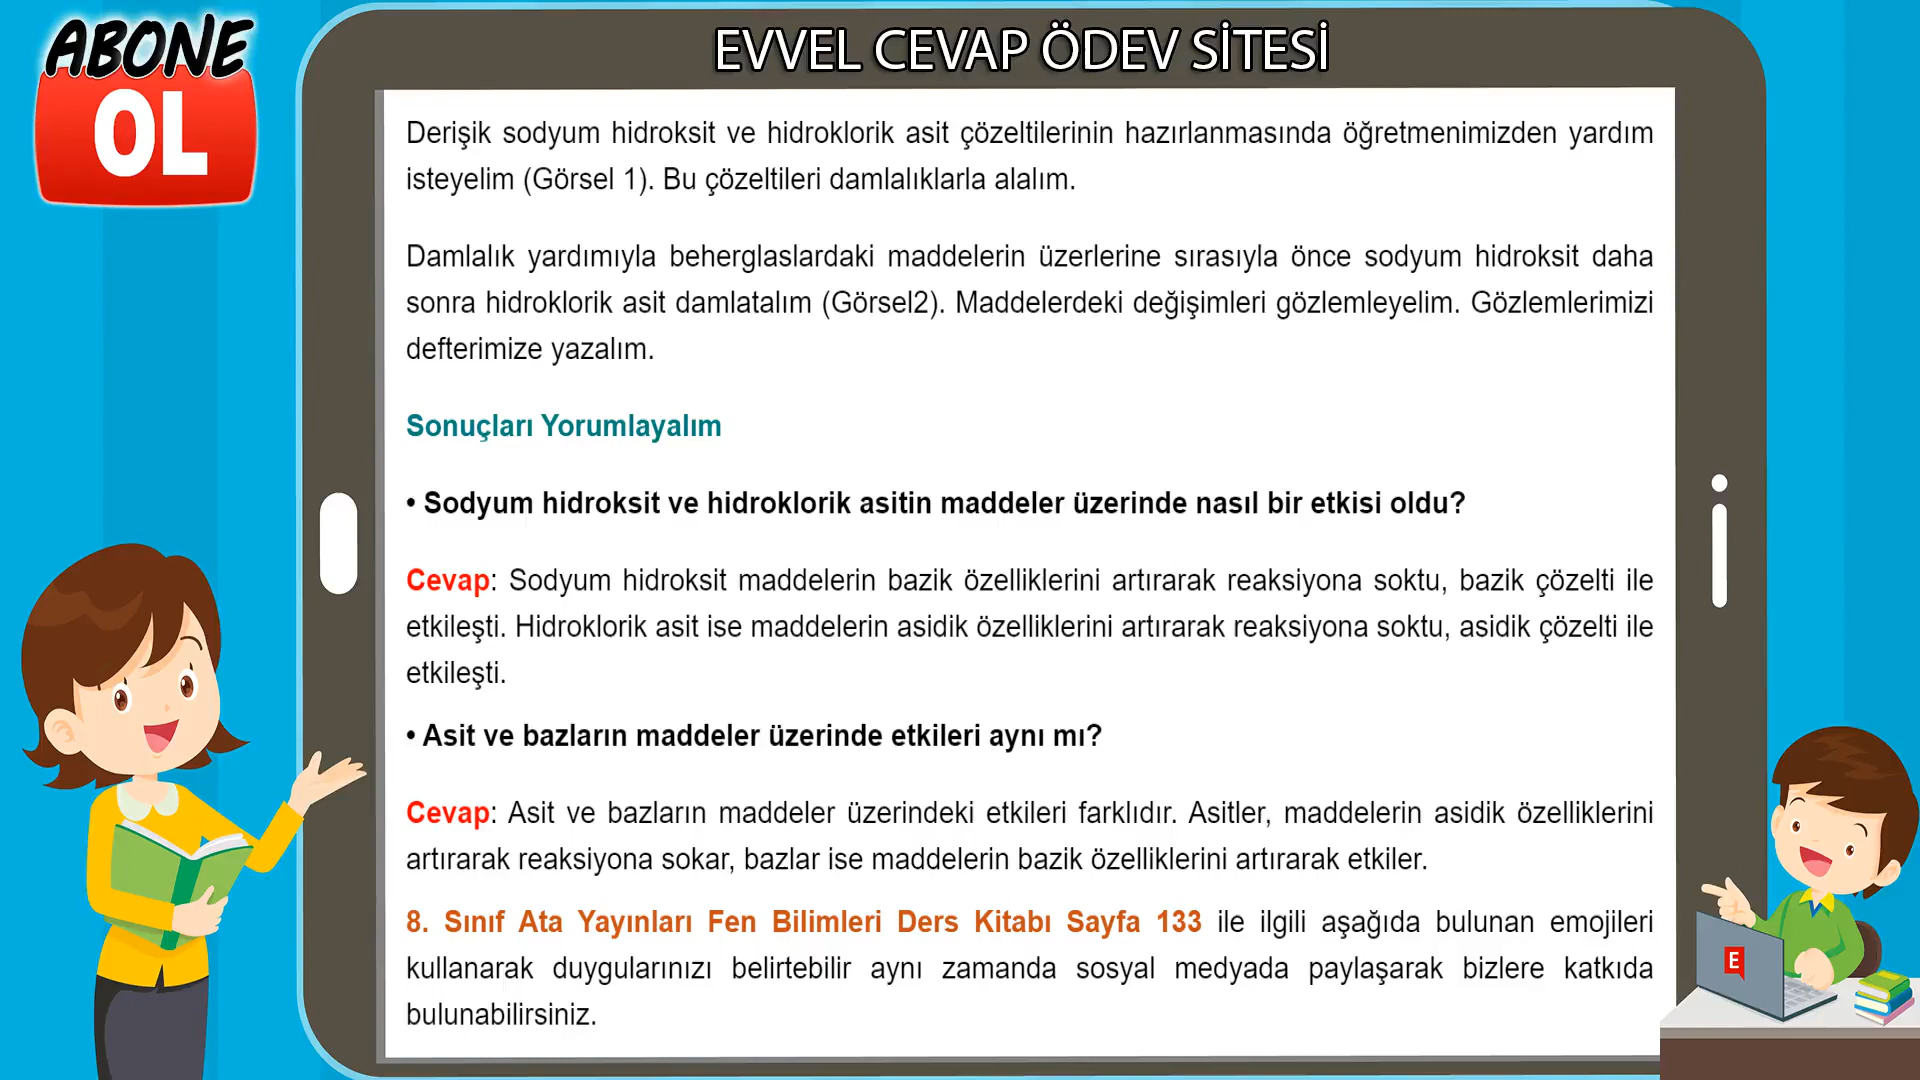 ABONE
OL
EVVEL CEVAP ÖDEV SİTESİ
Derişik sodyum hidroksit ve hidroklorik asit çözeltilerinin hazırlanmasında öğretmenimizden yardım
isteyelim (Görsel 1). Bu çözeltileri damlalıklarla alalım.
Damlalık yardımıyla beherglaslardaki maddelerin üzerlerine sırasıyla önce sodyum hidroksit daha
sonra hidroklorik asit damlatalım (Görsel2). Maddelerdeki değişimleri gözlemleyelim. Gözlemlerimizi
defterimize yazalım.
Sonuçları Yorumlayalım
• Sodyum hidroksit ve hidroklorik asitin maddeler üzerinde nasıl bir etkisi oldu?
Cevap: Sodyum hidroksit maddelerin bazik özelliklerini artırarak reaksiyona soktu, bazik çözelti ile
etkileşti. Hidroklorik asit ise maddelerin asidik özelliklerini artırarak reaksiyona soktu, asidik çözelti ile
etkileşti.
• Asit ve bazların maddeler üzerinde etkileri aynı mı?
Cevap: Asit ve bazların maddeler üzerindeki etkileri farklıdır. Asitler, maddelerin asidik özelliklerini
artırarak reaksiyona sokar, bazlar ise maddelerin bazik özelliklerini artırarak etkiler.
8. Sınıf Ata Yayınları Fen Bilimleri Ders Kitabı Sayfa 133 ile ilgili aşağıda bulunan emojileri
kullanarak duygularınızı belirtebilir aynı zamanda sosyal medyada paylaşarak bizlere katkıda
bulunabilirsiniz.
E